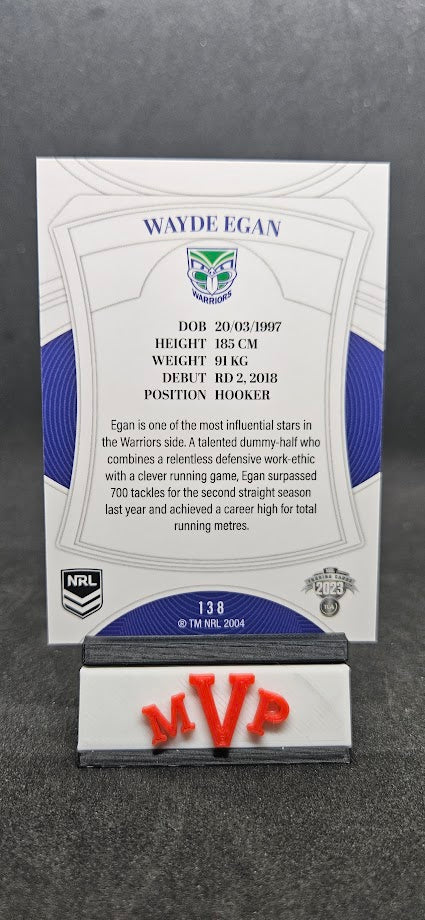 WAYDE EGAN
WARRIORS
DOB 20/03/1997
HEIGHT 185 CM
WEIGHT 91 KG
DEBUT RD 2, 2018
POSITION HOOKER
Egan is one of the most influential stars in
the Warriors side. A talented dummy-half who
combines a relentless defensive work-ethic
with a clever running game, Egan surpassed
700 tackles for the second straight season
last year and achieved a career high for total
running metres.
NRL
TRADING CARDS
2023
138
® TM NRL 2004
MVP